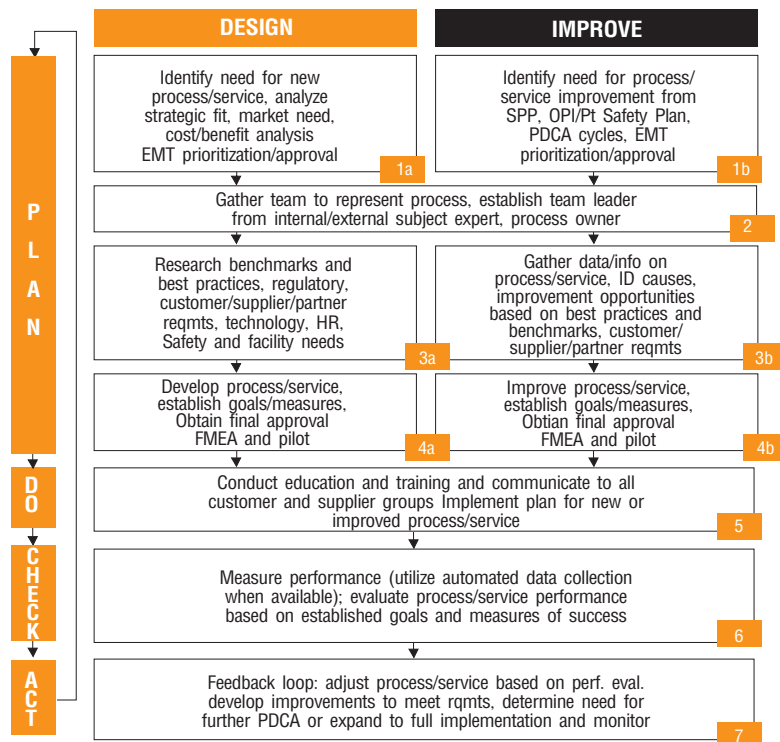 DESIGN
IMPROVE
Identify need for new
process/service, analyze
strategic fit, market need,
cost/benefit analysis
EMT prioritization/approval
1a
Identify need for process/
service improvement from
SPP, OPI/Pt Safety Plan,
PDCA cycles, EMT
prioritization/approval
1b
Gather team to represent process, establish team leader
from internal/external subject expert, process owner
2
Research benchmarks and
best practices, regulatory,
customer/supplier/partner
reqmts, technology, HR,
Safety and facility needs
3a
Gather data/info on
process/service, ID causes,
improvement opportunities
based on best practices and
benchmarks, customer/
supplier/partner reqmts
3b
Develop process/service,
establish goals/measures,
Obtain final approval
FMEA and pilot
4a
Improve process/service,
establish goals/measures,
Obtian final approval
FMEA and pilot
4b
PLAN
Conduct education and training and communicate to all
customer and supplier groups Implement plan for new or
improved process/service
5
DO
Measure performance (utilize automated data collection
when available); evaluate process/service performance
based on established goals and measures of success
6
CHECK
Feedback loop: adjust process/service based on perf. eval.
develop improvements to meet rqmts, determine need for
further PDCA or expand to full implementation and monitor
7
ACT